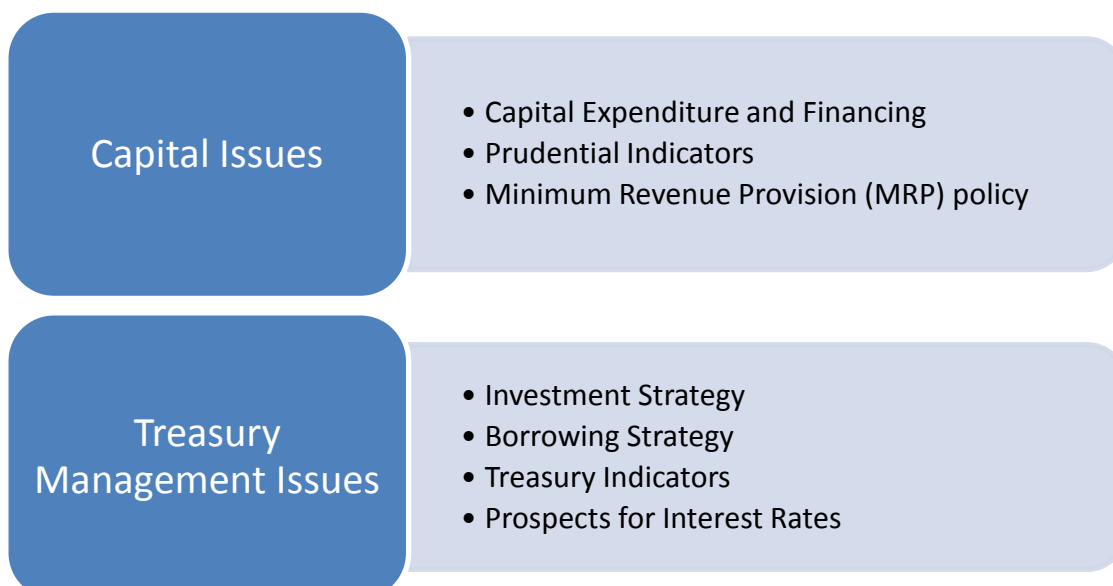 Capital Issues
• Capital Expenditure and Financing
• Prudential Indicators
• Minimum Revenue Provision (MRP) policy
Treasury
Management Issues
• Investment Strategy
• Borrowing Strategy
• Treasury Indicators
• Prospects for Interest Rates